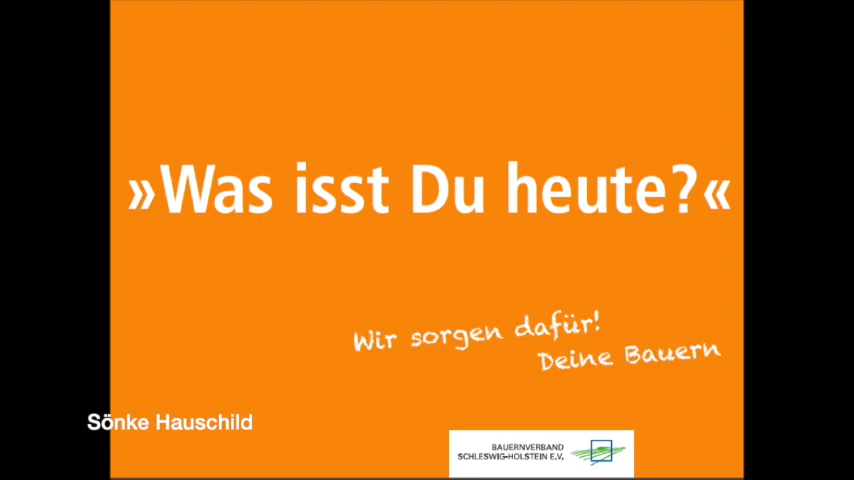 »Was isst Du heute?«
Wir sorgen dafür!
Deine Bauern
Sönke Hauschild
BAUERNVERBAND
SCHLESWIG-HOLSTEIN E.V.